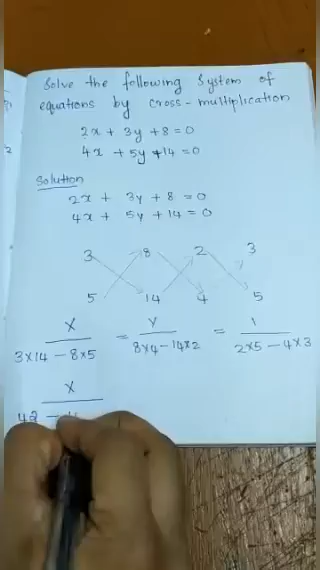 Solve the following System of
equations by cross-multiplication
2x + 3y + 8 = 0
4x + 5y + 14 = 0
Solution
2x + 3y + 8 = 0
4x + 5y + 14 = 0
3 8 2 3
5 14 4 5
x/(3×14 − 8×5) = y/(8×4 − 14×2) = 1/(2×5 − 4×3)
x
42 −